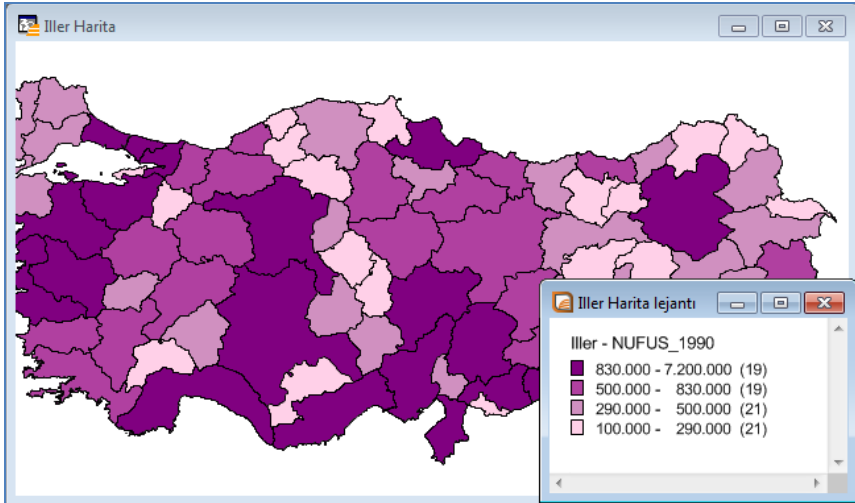 Iller Harita
Iller Harita lejantı
Iller - NUFUS_1990
830.000 - 7.200.000 (19)
500.000 - 830.000 (19)
290.000 - 500.000 (21)
100.000 - 290.000 (21)